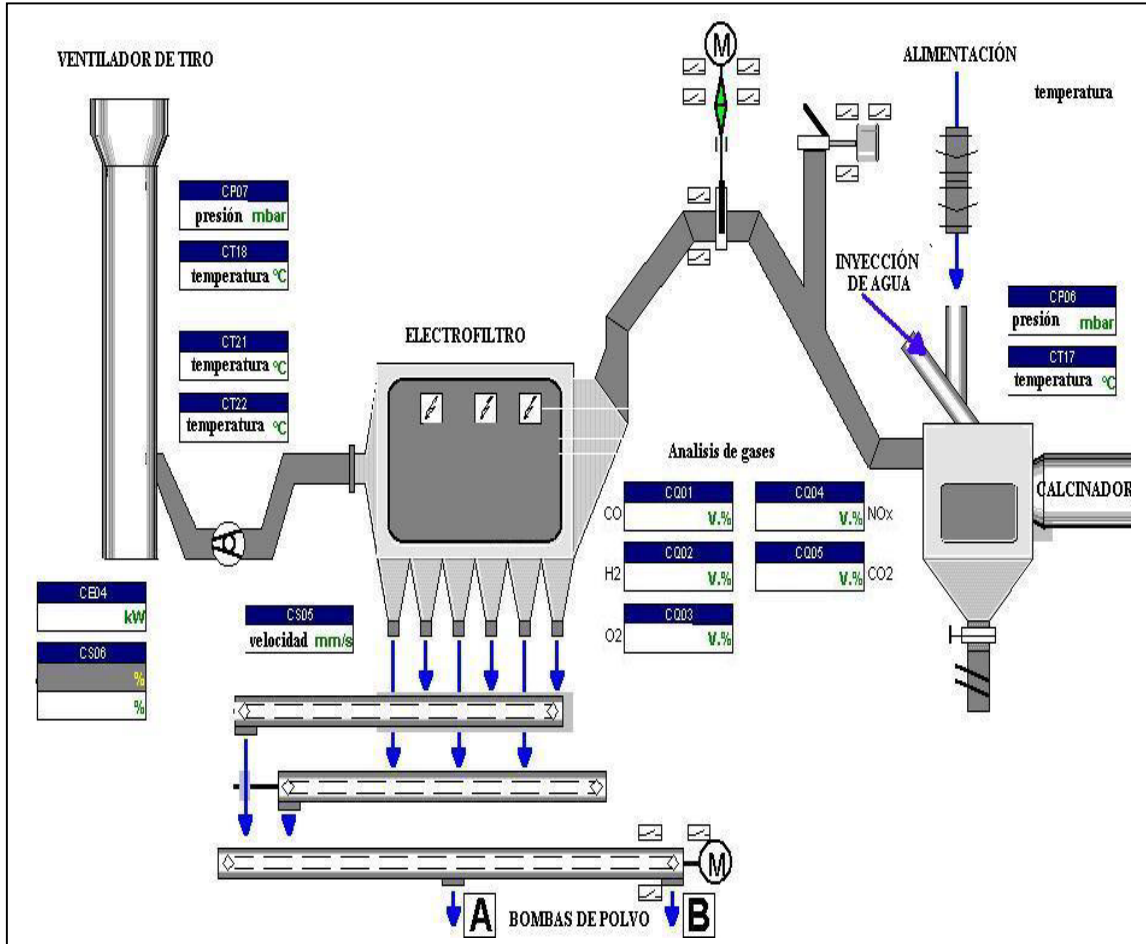 VENTILADOR DE TIRO
M
ALIMENTACIÓN
temperatura
CP07
presión mbar
CT18
temperatura °C
INYECCIÓN
DE AGUA
CP06
presión mbar
CT17
temperatura °C
CT21
temperatura °C
CT22
temperatura °C
ELECTROFILTRO
Analisis de gases
CALCINADOR
CQ01
CO V.%
CQ04
V.% NOx
CQ02
H2 V.%
CQ05
V.% CO2
CQ03
O2 V.%
CE04
kW
CS06
%
%
CS05
velocidad mm/s
M
A BOMBAS DE POLVO B